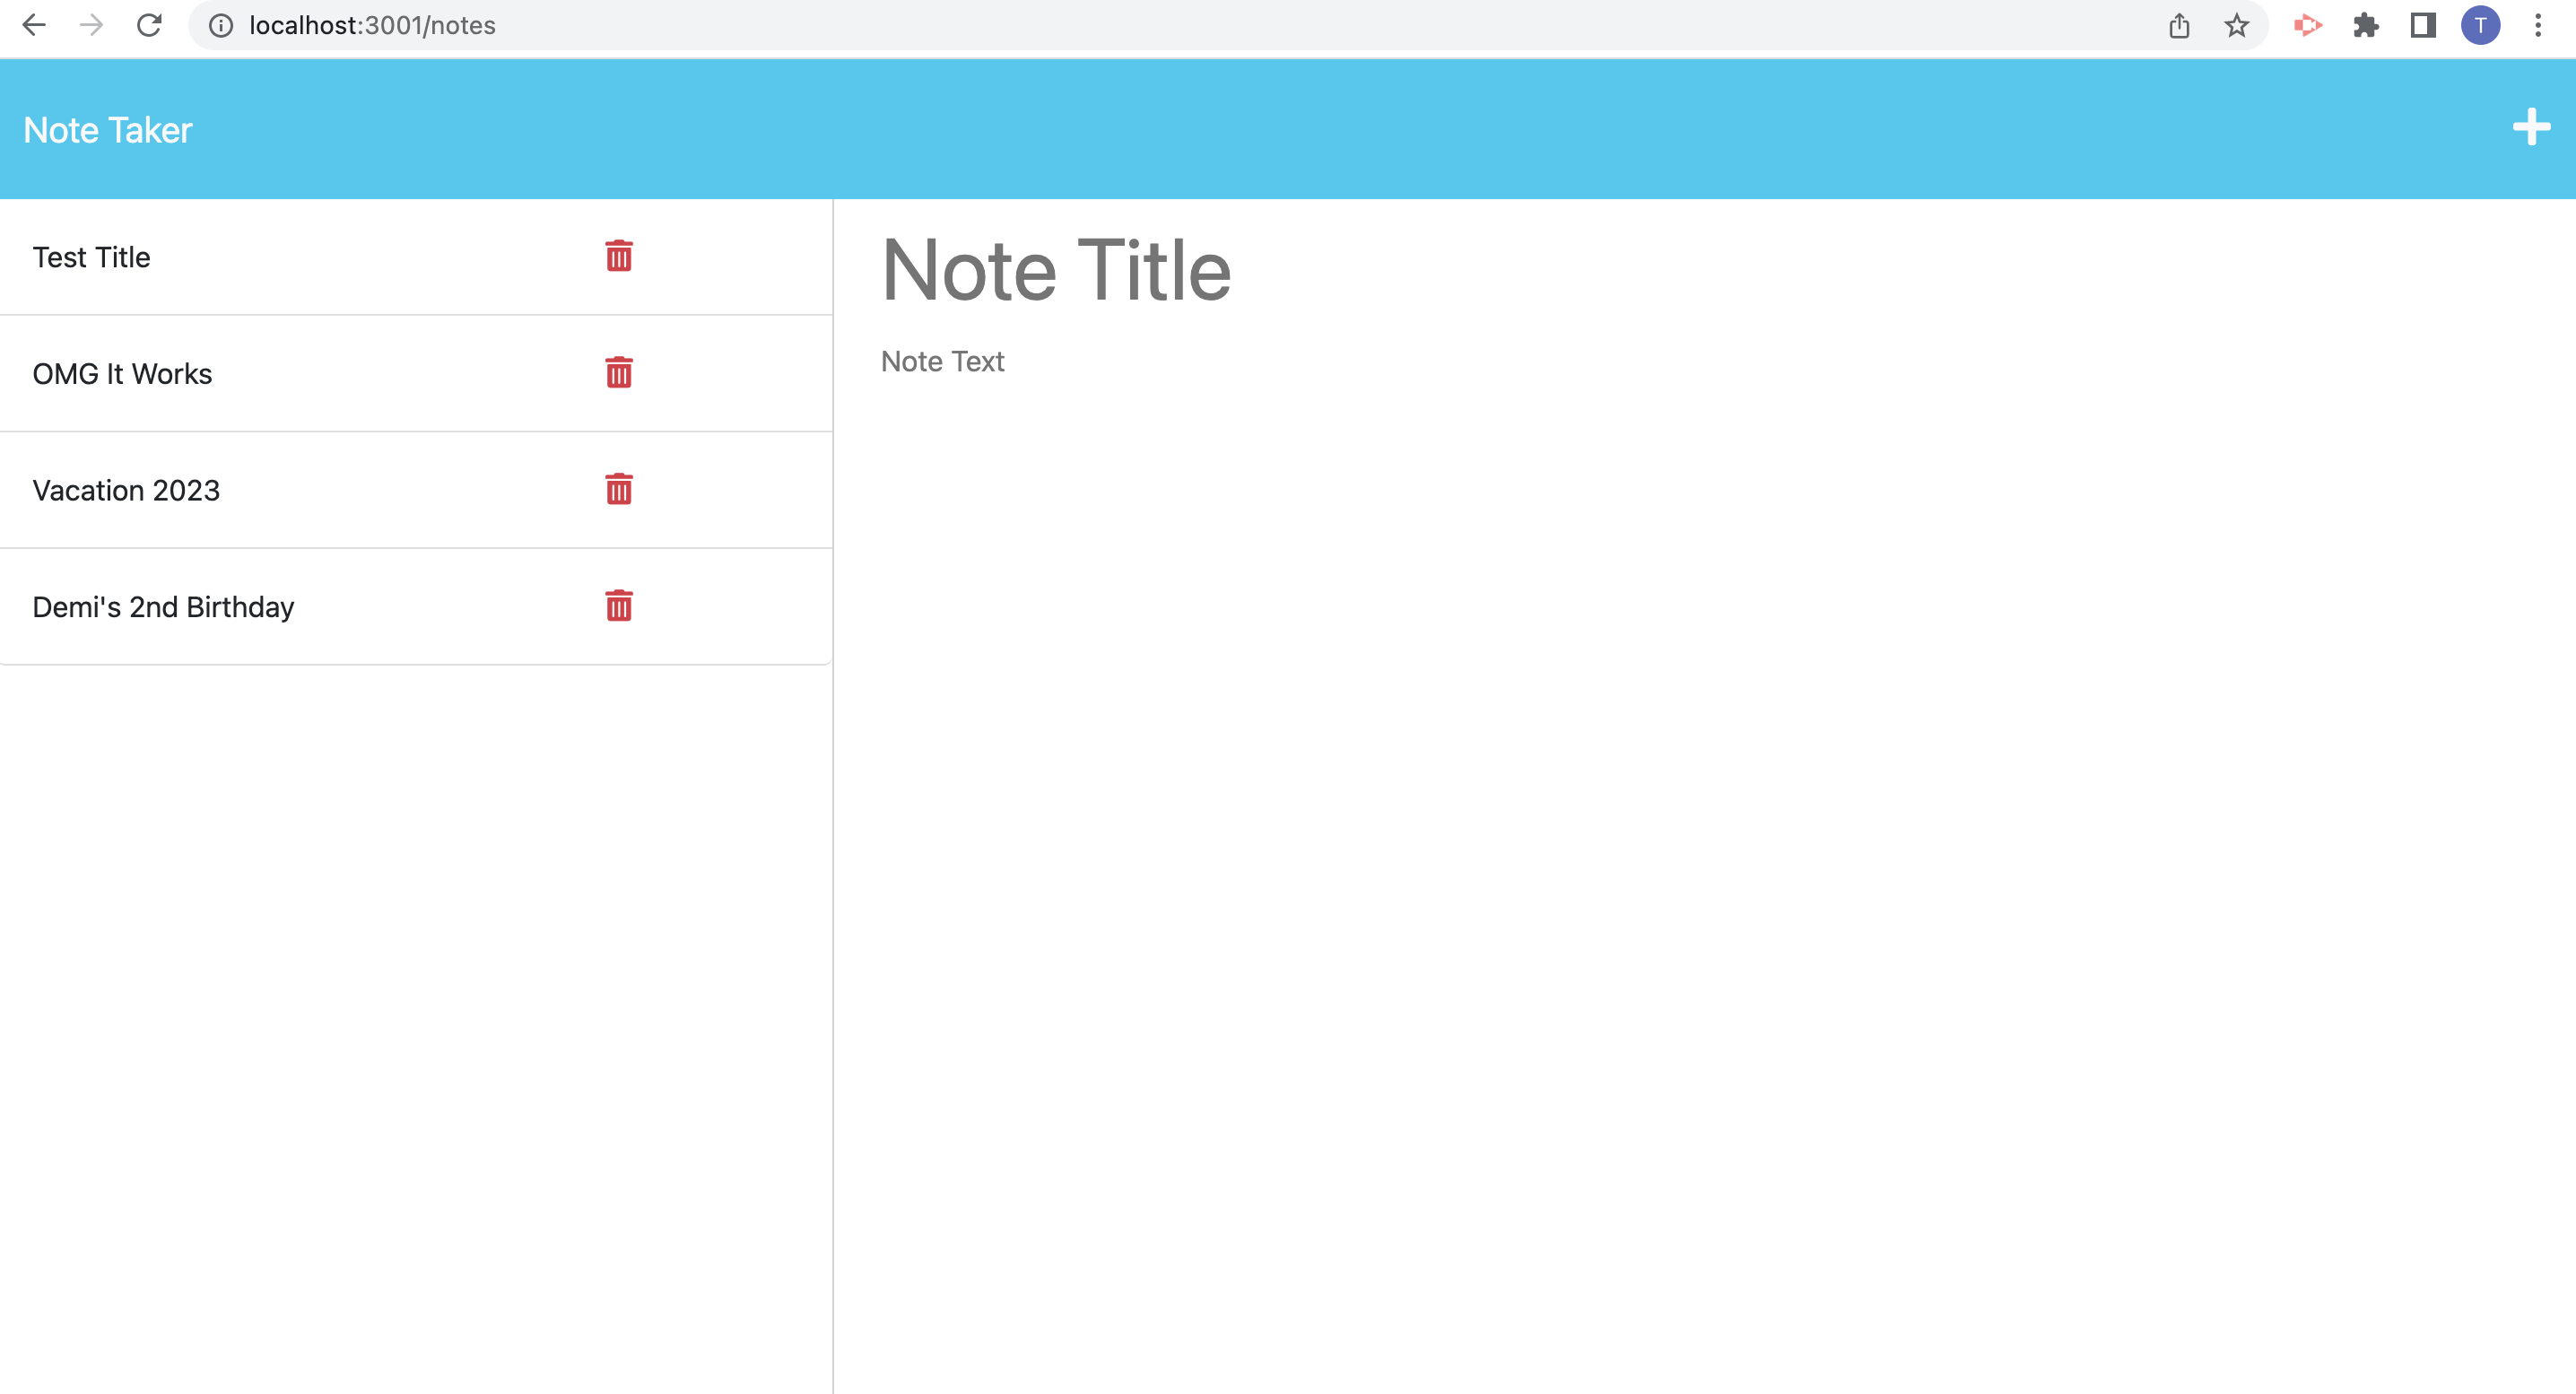 localhost:3001/notes
T
Note Taker
Test Title
OMG It Works
Vacation 2023
Demi's 2nd Birthday
Note Title
Note Text